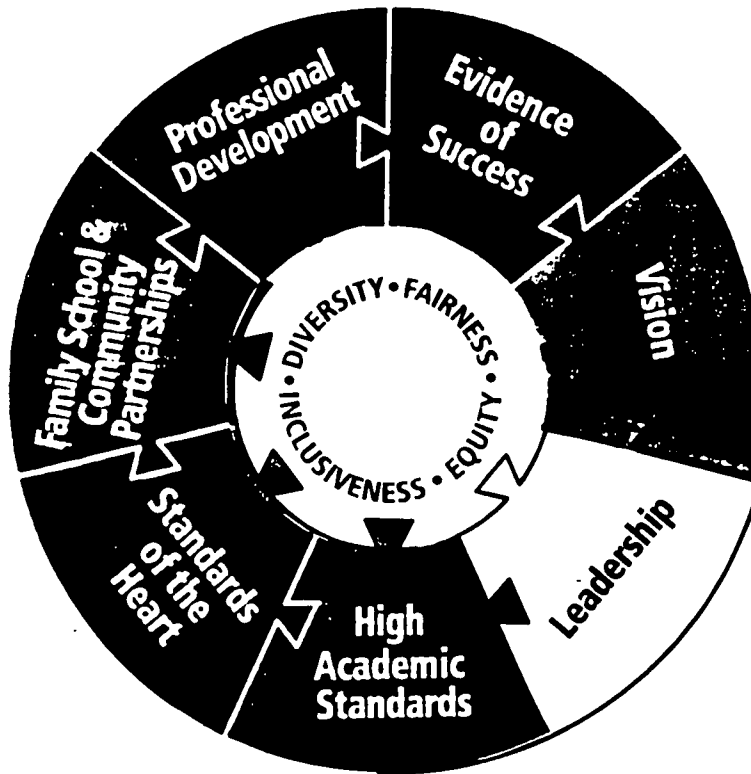 Professional
Development
Evidence
of
Success
Vision
Leadership
High
Academic
Standards
Standards
of the
Heart
Family School &
Community
Partnerships
• DIVERSITY • FAIRNESS • EQUITY • INCLUSIVENESS